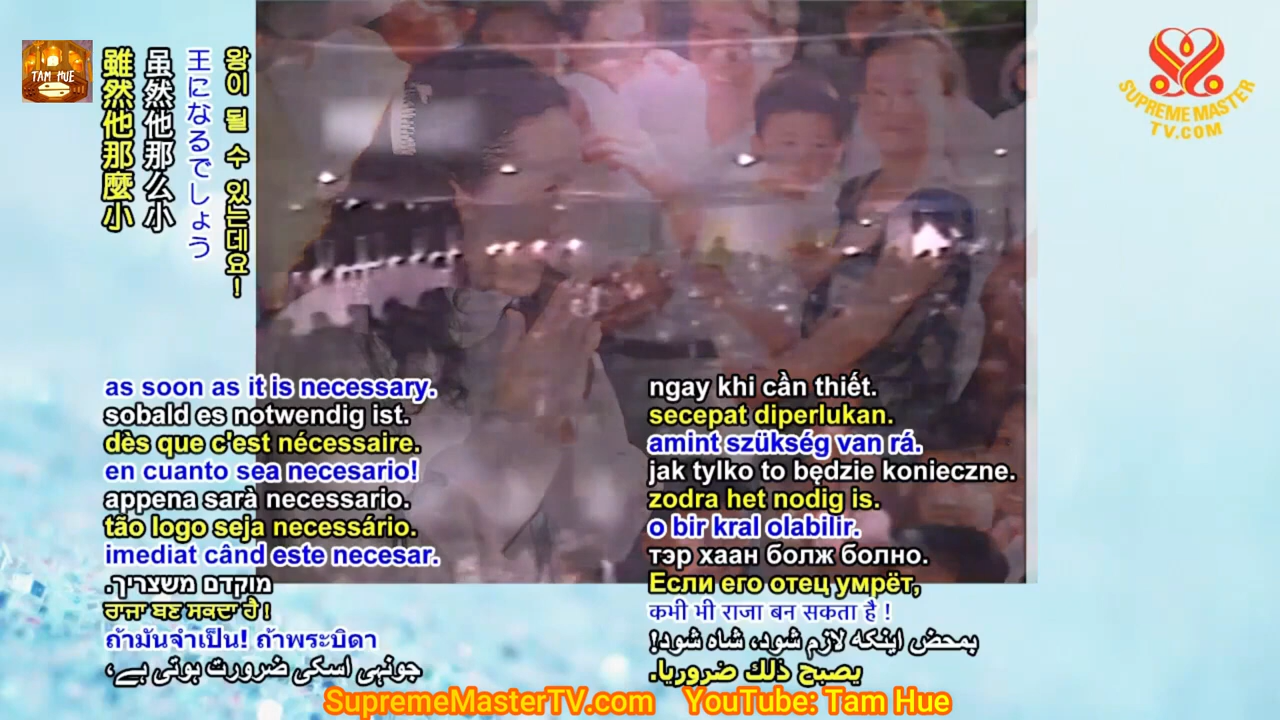 TAM HUE
雖然他那麼小
虽然他那么小
王になるでしょう
왕이 될 수 있는데요!
SUPREME MASTER
TV.COM
as soon as it is necessary.
sobald es notwendig ist.
dès que c'est nécessaire.
en cuanto sea necesario!
appena sarà necessario.
tão logo seja necessário.
imediat când este necesar.
מוקדם משצריך.
ਰਾਜਾ ਬਣ ਸਕਦਾ ਹੈ।
ถ้ามันจำเป็น! ถ้าพระบิดา
جونہی اسکی ضرورت ہوتی ہے،
ngay khi cần thiết.
secepat diperlukan.
amint szükség van rá.
jak tylko to będzie konieczne.
zodra het nodig is.
o bir kral olabilir.
тэр хаан болж болно.
Если его отец умрёт,
कभी भी राजा बन सकता है !
بمحض اینکه لازم شود، شاه شود!
يصبح ذلك ضروريا.
SupremeMasterTV.com YouTube: Tam Hue